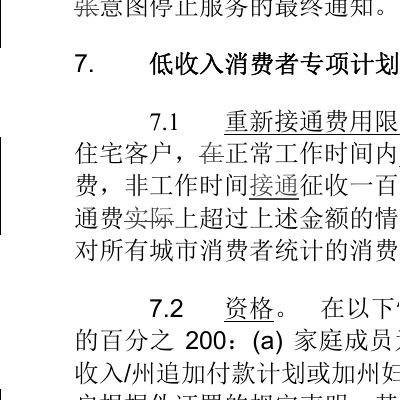 意图停止服务的最终通知。
7. 低收入消费者专项计划
7.1 重新接通费用限
住宅客户，在正常工作时间内
费，非工作时间接通征收一百
通费实际上超过上述金额的情
对所有城市消费者统计的消费
7.2 资格。 在以下
的百分之 200：(a) 家庭成员
收入/州追加付款计划或加州妇